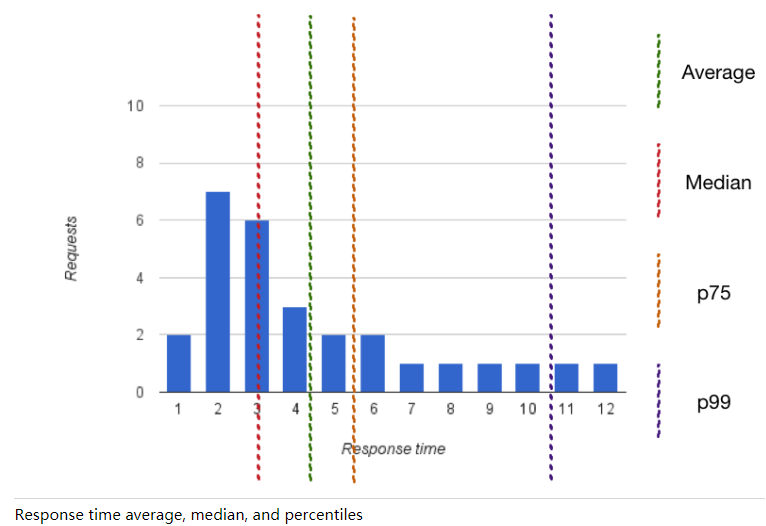 10
8
6
4
2
0
Requests
1 2 3 4 5 6 7 8 9 10 11 12
Response time
Average
Median
p75
p99
Response time average, median, and percentiles